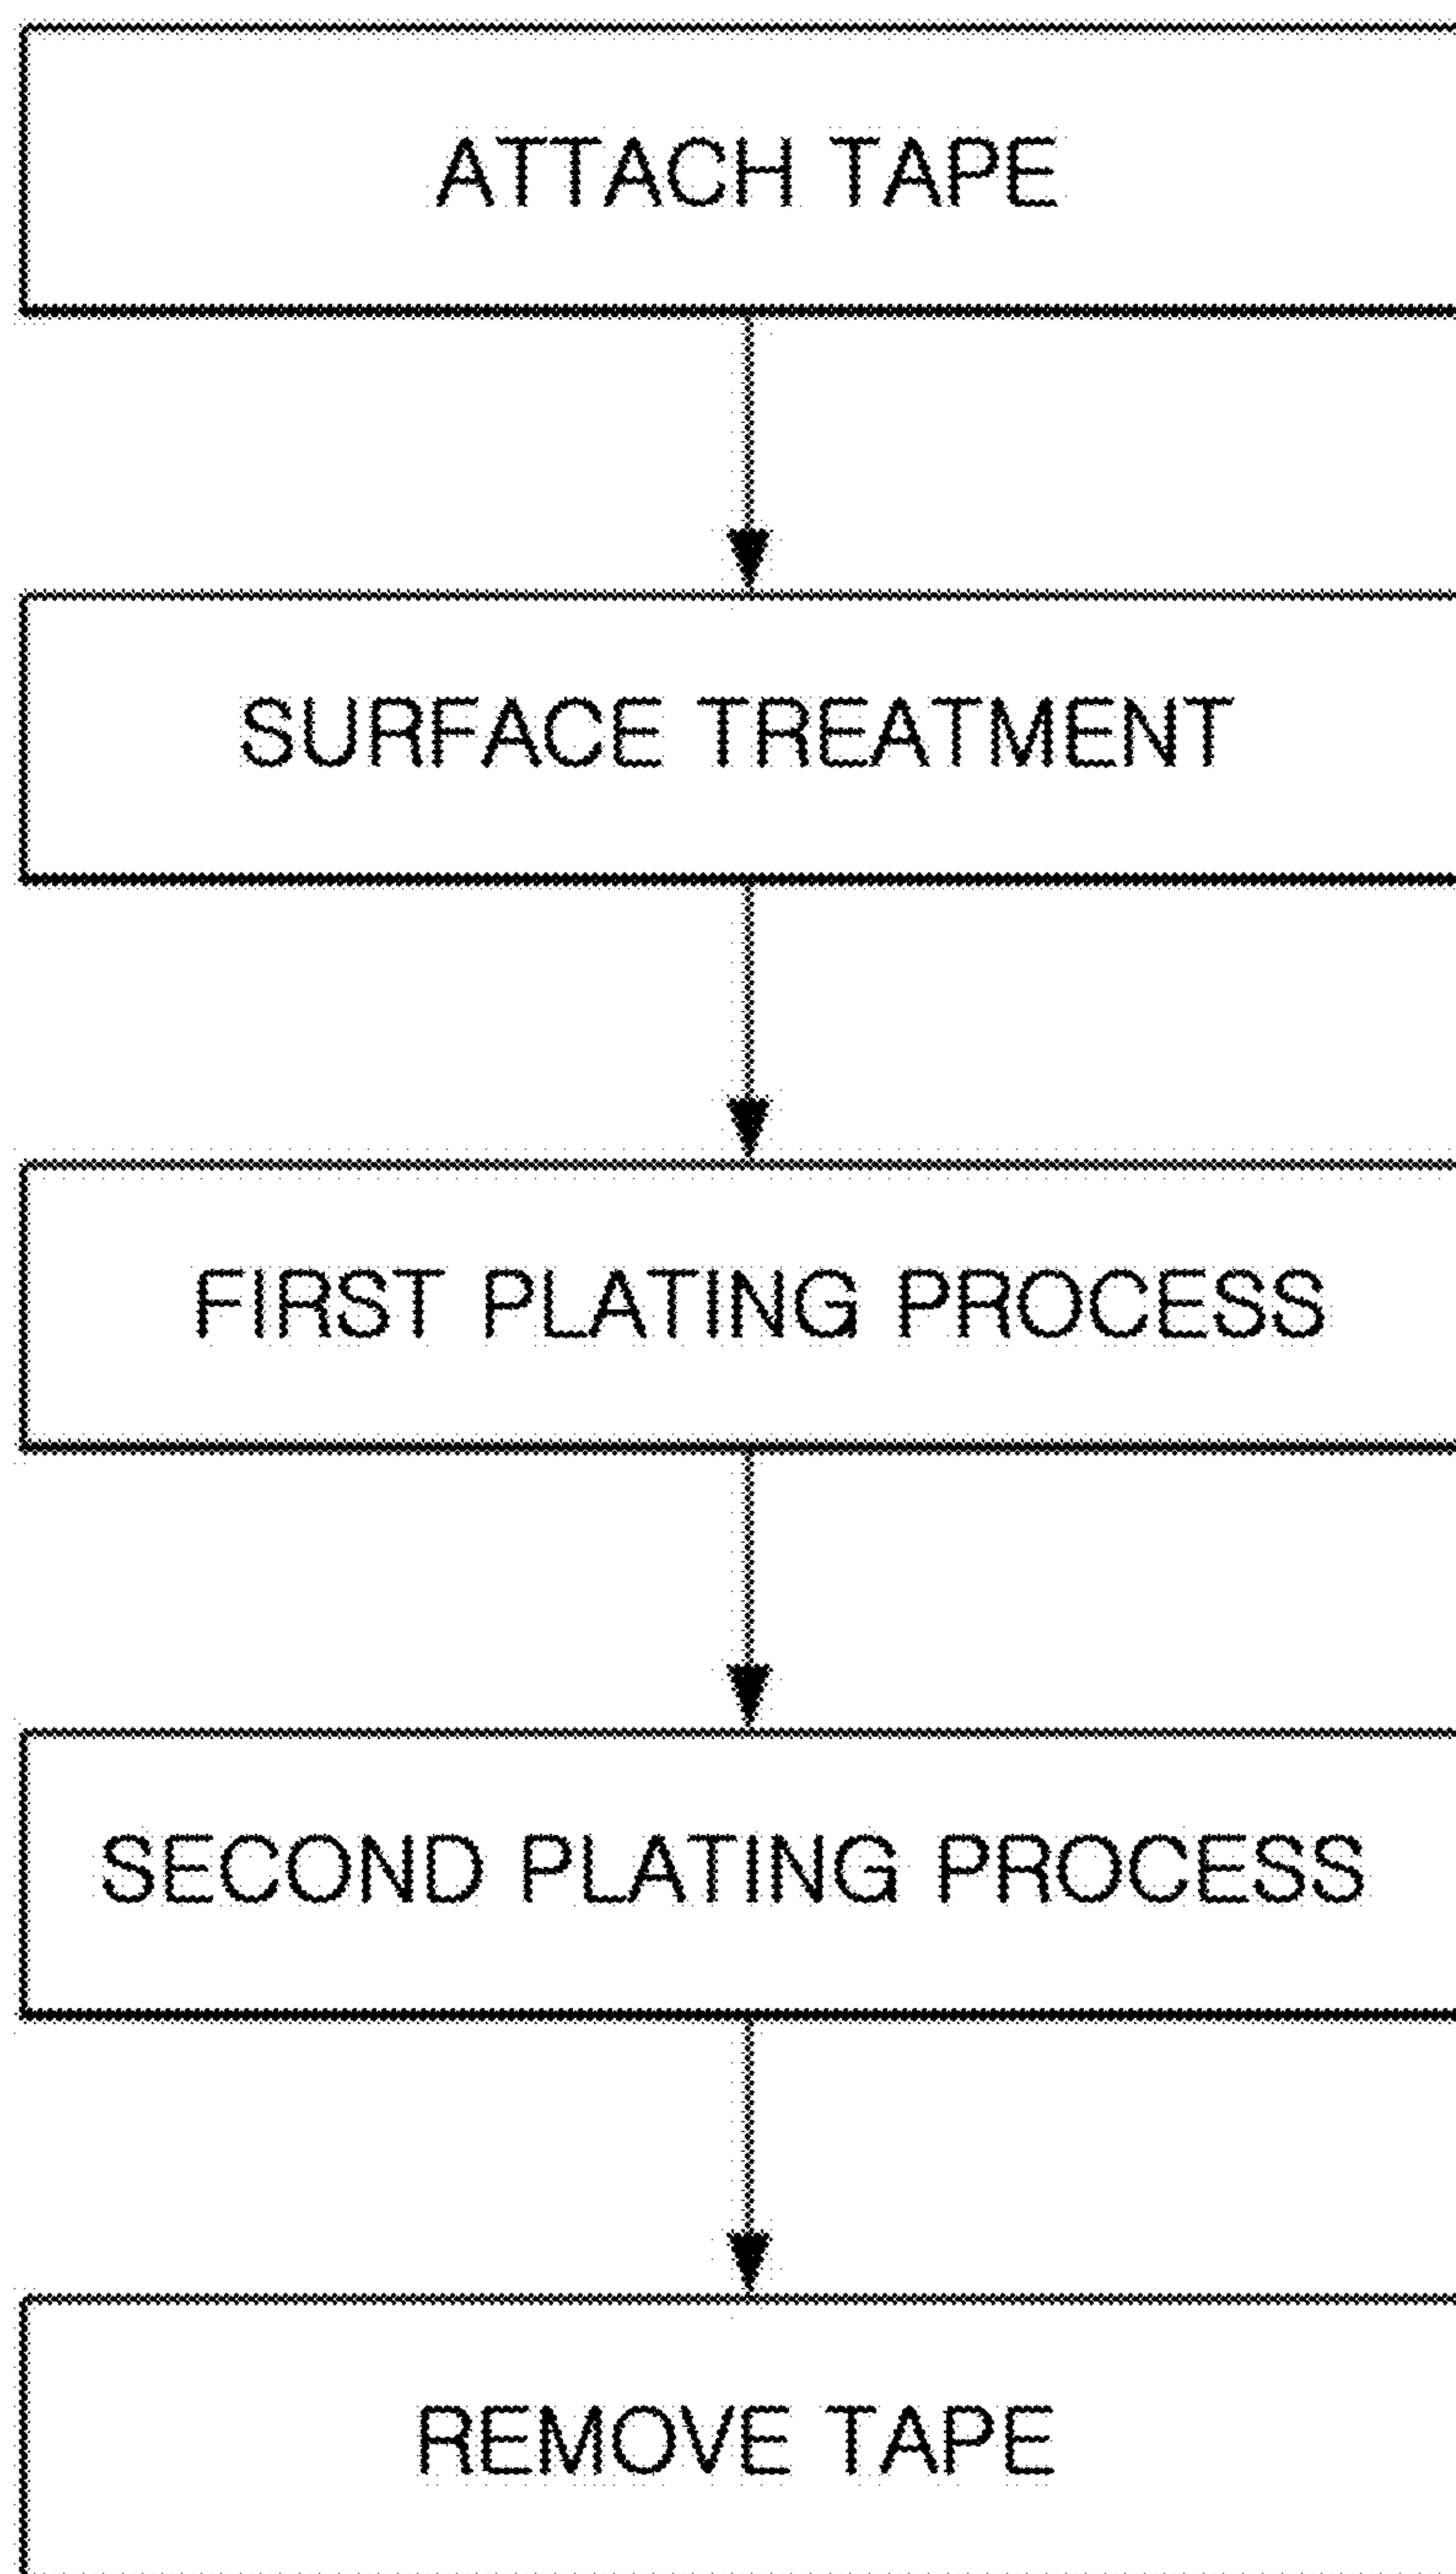 ATTACH TAPE
SURFACE TREATMENT
FIRST PLATING PROCESS
SECOND PLATING PROCESS
REMOVE TAPE